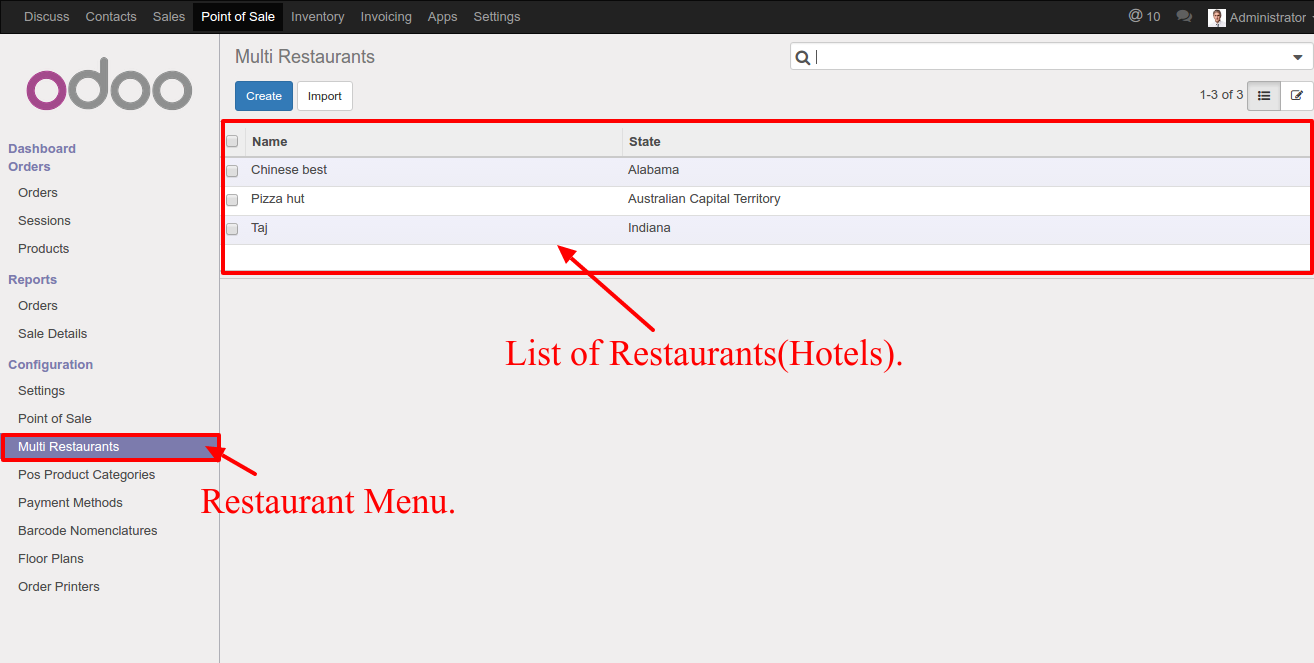 Discuss Contacts Sales Point of Sale Inventory Invoicing Apps Settings @ 10 Administrator
odoo
Multi Restaurants
Create Import
1-3 of 3
Dashboard
Orders
Orders
Sessions
Products
Reports
Orders
Sale Details
Configuration
Settings
Point of Sale
Multi Restaurants
Pos Product Categories
Payment Methods
Barcode Nomenclatures
Floor Plans
Order Printers
Name State
Chinese best Alabama
Pizza hut Australian Capital Territory
Taj Indiana
List of Restaurants(Hotels).
Restaurant Menu.